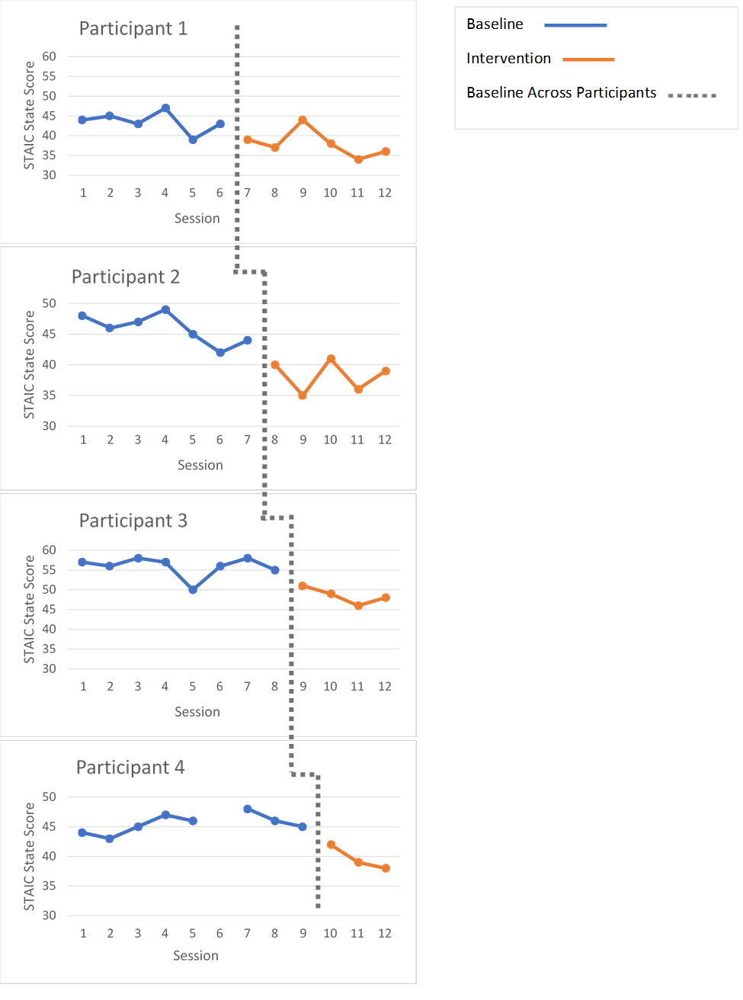 Participant 1
STAIC State Score
60
55
50
45
40
35
30
1 2 3 4 5 6 7 8 9 10 11 12
Session
Baseline
Intervention
Baseline Across Participants
Participant 2
STAIC State Score
50
45
40
35
30
1 2 3 4 5 6 7 8 9 10 11 12
Session
Participant 3
STAIC State Score
60
55
50
45
40
35
30
1 2 3 4 5 6 7 8 9 10 11 12
Session
Participant 4
STAIC State Score
50
45
40
35
30
1 2 3 4 5 6 7 8 9 10 11 12
Session